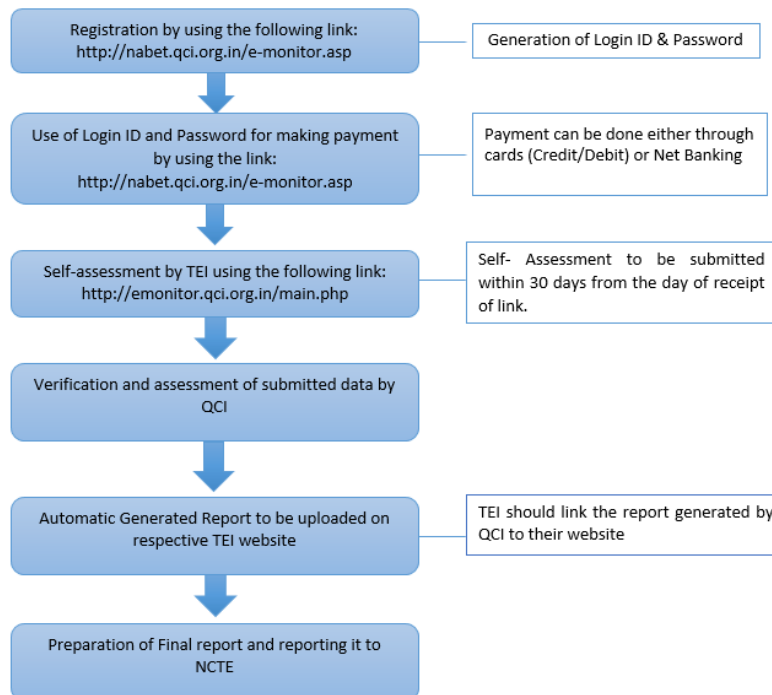 Registration by using the following link:
http://nabet.qci.org.in/e-monitor.asp
Generation of Login ID & Password
Use of Login ID and Password for making payment
by using the link:
http://nabet.qci.org.in/e-monitor.asp
Payment can be done either through
cards (Credit/Debit) or Net Banking
Self-assessment by TEI using the following link:
http://emonitor.qci.org.in/main.php
Self- Assessment to be submitted
within 30 days from the day of receipt
of link.
Verification and assessment of submitted data by
QCI
Automatic Generated Report to be uploaded on
respective TEI website
TEI should link the report generated by
QCI to their website
Preparation of Final report and reporting it to
NCTE